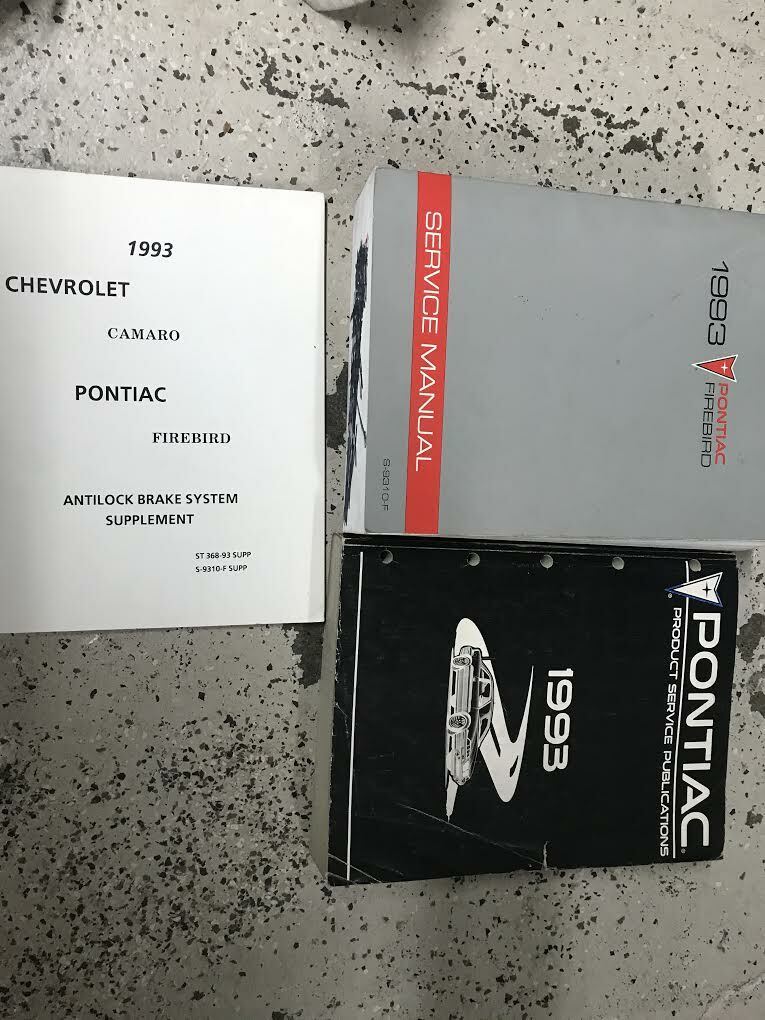 1993
CHEVROLET
CAMARO
PONTIAC
FIREBIRD
ANTILOCK BRAKE SYSTEM
SUPPLEMENT
ST 368-93 SUPP
S-9310-F SUPP
1993 PONTIAC
FIREBIRD
SERVICE MANUAL
S-9310-F
PONTIAC®
PRODUCT SERVICE PUBLICATIONS
1993